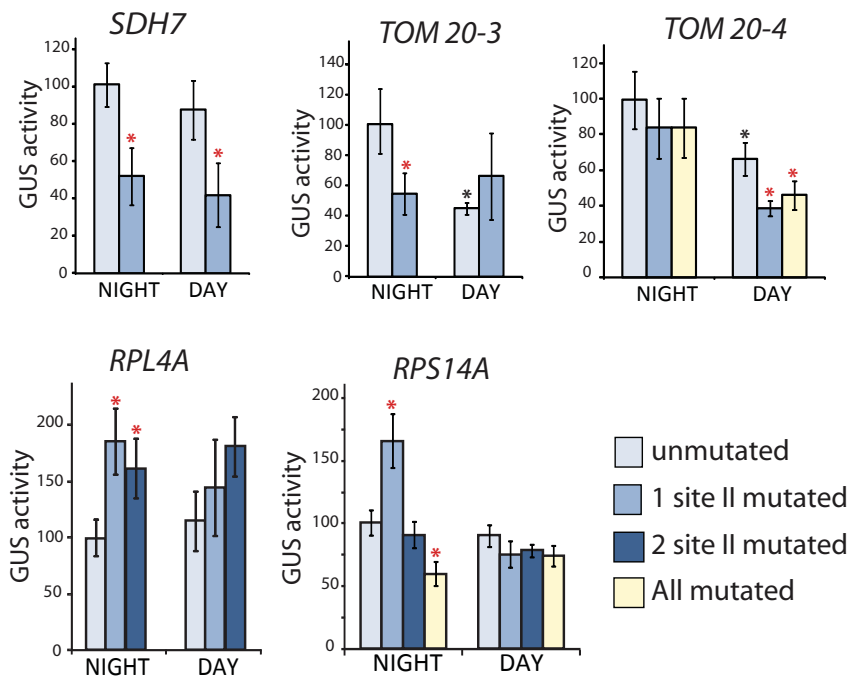 SDH7
GUS activity
120
100
80
60
40
20
0
*
*
NIGHT DAY
TOM 20-3
GUS activity
140
120
100
80
60
40
20
0
*
*
NIGHT DAY
TOM 20-4
GUS activity
120
100
80
60
40
20
0
*
*
*
NIGHT DAY
RPL4A
GUS activity
200
150
100
50
0
*
*
NIGHT DAY
RPS14A
GUS activity
200
150
100
50
0
*
*
NIGHT DAY
unmutated
1 site II mutated
2 site II mutated
All mutated